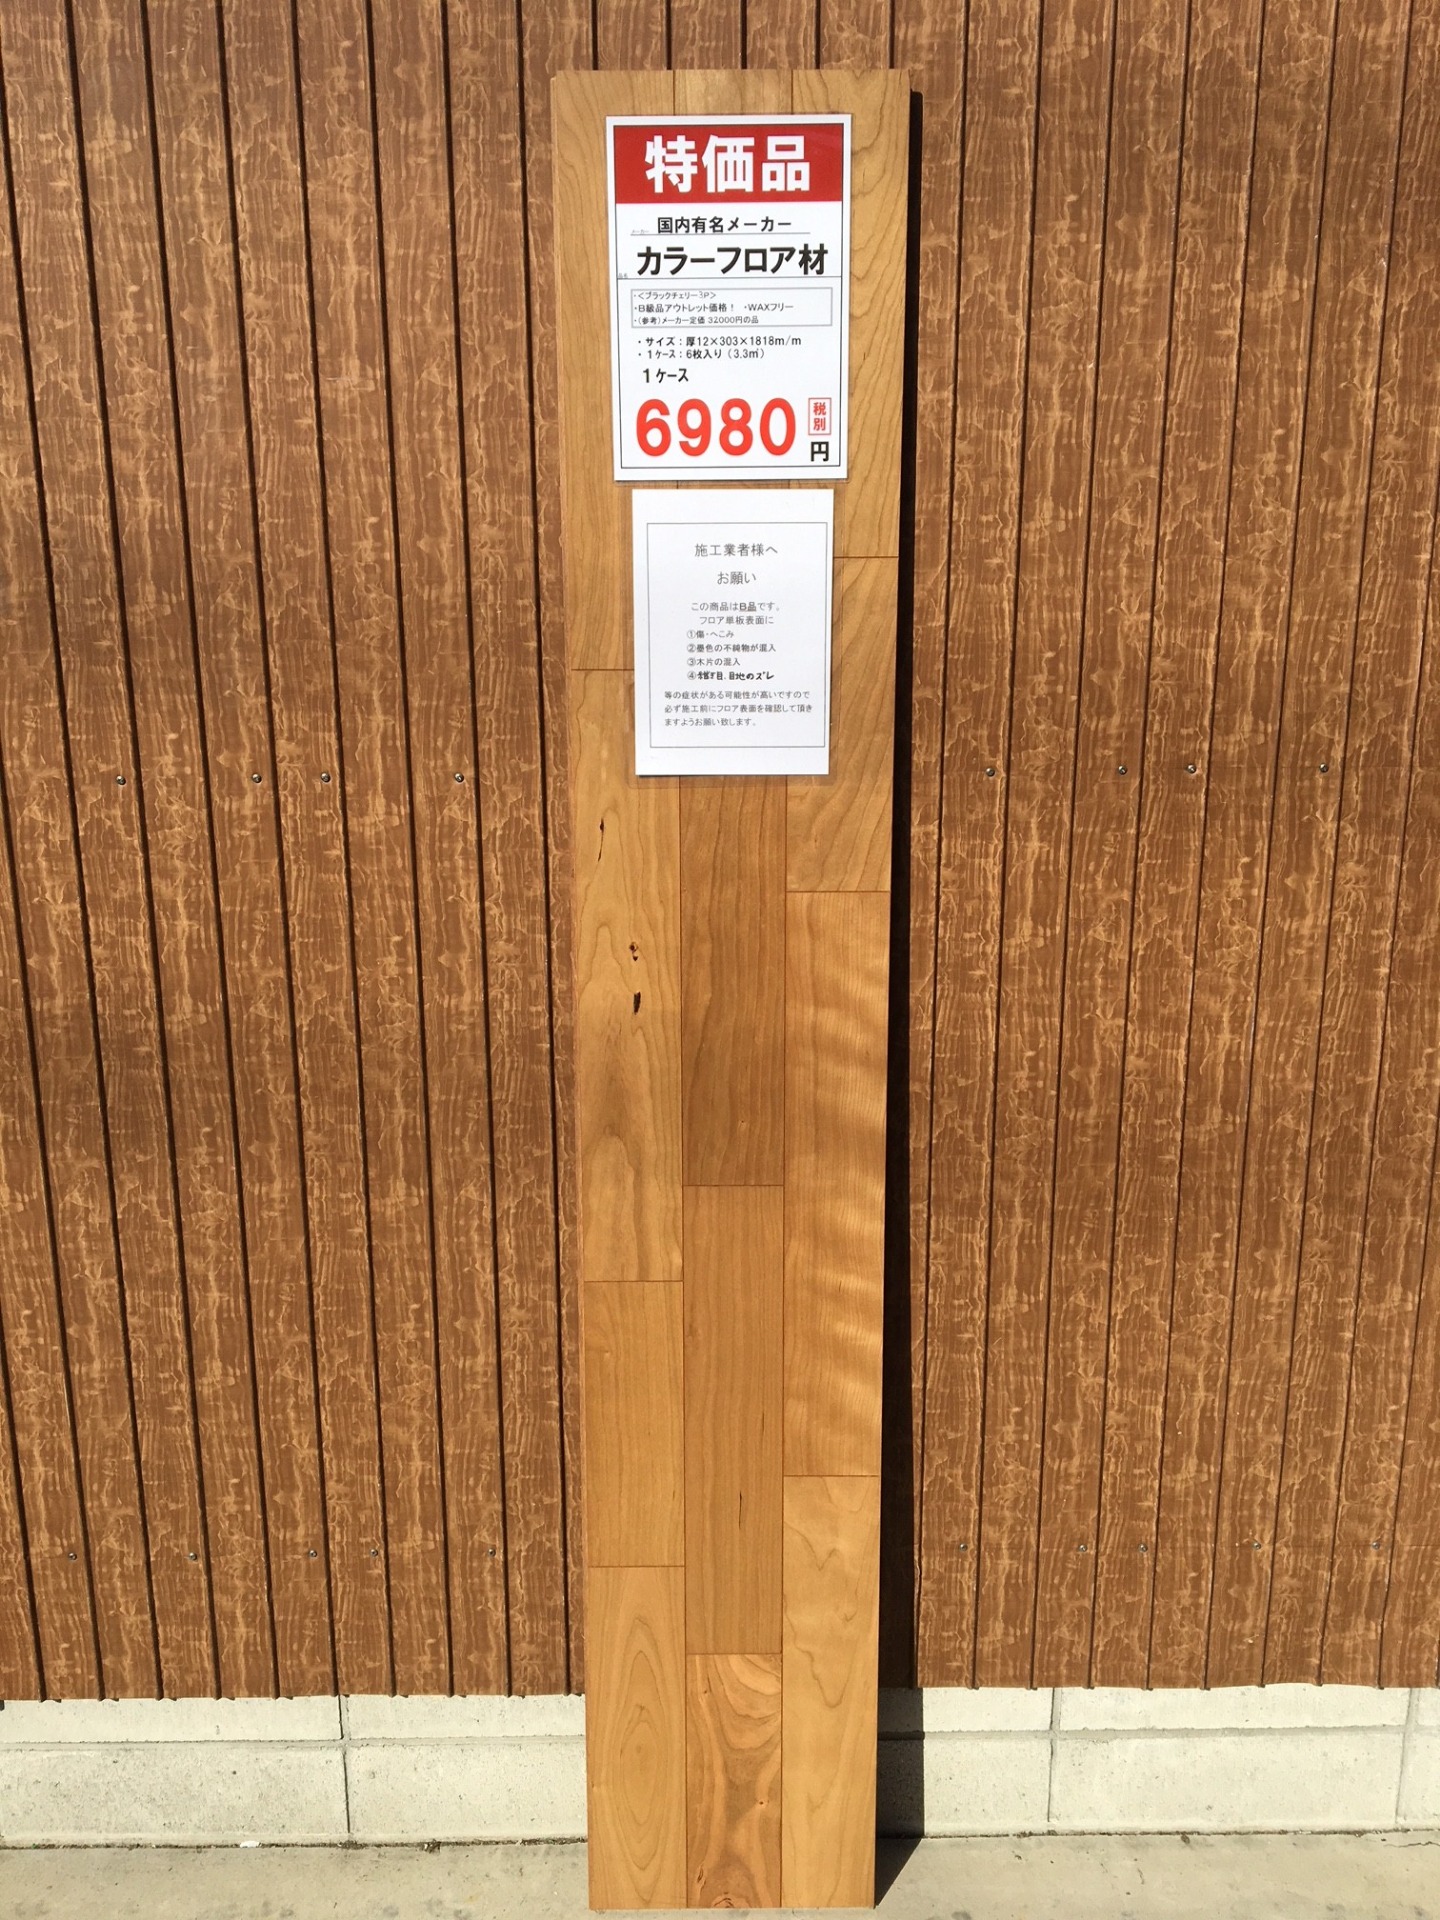 特価品
メーカー 国内有名メーカー
品名 カラーフロア材
・<ブラックチェリー3P>
・B級品アウトレット価格！ ・WAXフリー
・(参考)メーカー定価 32000円の品
・サイズ：厚12×303×1818m/m
・1ケース：6枚入り（3.3㎡）
1ケース
6980
税別
円
施工業者様へ
お願い
この商品はB品です。
フロア単板表面に
①傷・へこみ
②墨色の不純物が混入
③木片の混入
④ 目地のズレ
等の症状がある可能性が高いですので
必ず施工前にフロア表面を確認して頂き
ますようお願い致します。